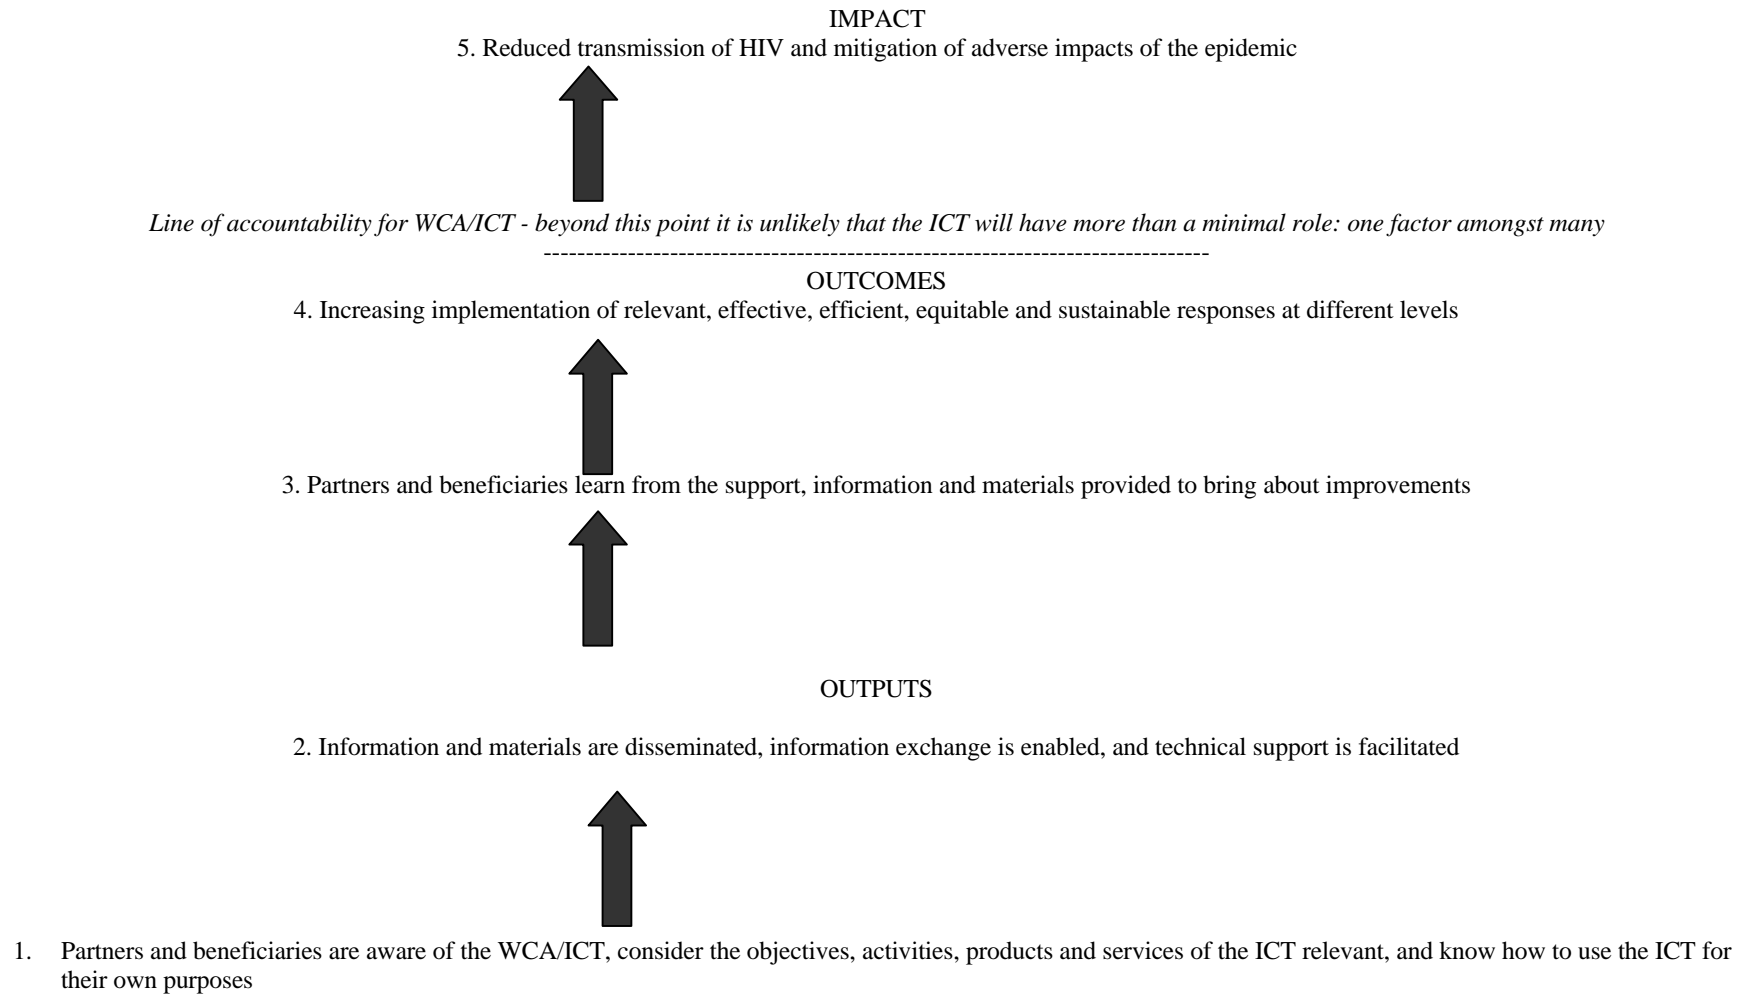 IMPACT
5. Reduced transmission of HIV and mitigation of adverse impacts of the epidemic
Line of accountability for WCA/ICT - beyond this point it is unlikely that the ICT will have more than a minimal role: one factor amongst many
-------------------------------------------------------------------------------
OUTCOMES
4. Increasing implementation of relevant, effective, efficient, equitable and sustainable responses at different levels
3. Partners and beneficiaries learn from the support, information and materials provided to bring about improvements
OUTPUTS
2. Information and materials are disseminated, information exchange is enabled, and technical support is facilitated
1. Partners and beneficiaries are aware of the WCA/ICT, consider the objectives, activities, products and services of the ICT relevant, and know how to use the ICT for
their own purposes